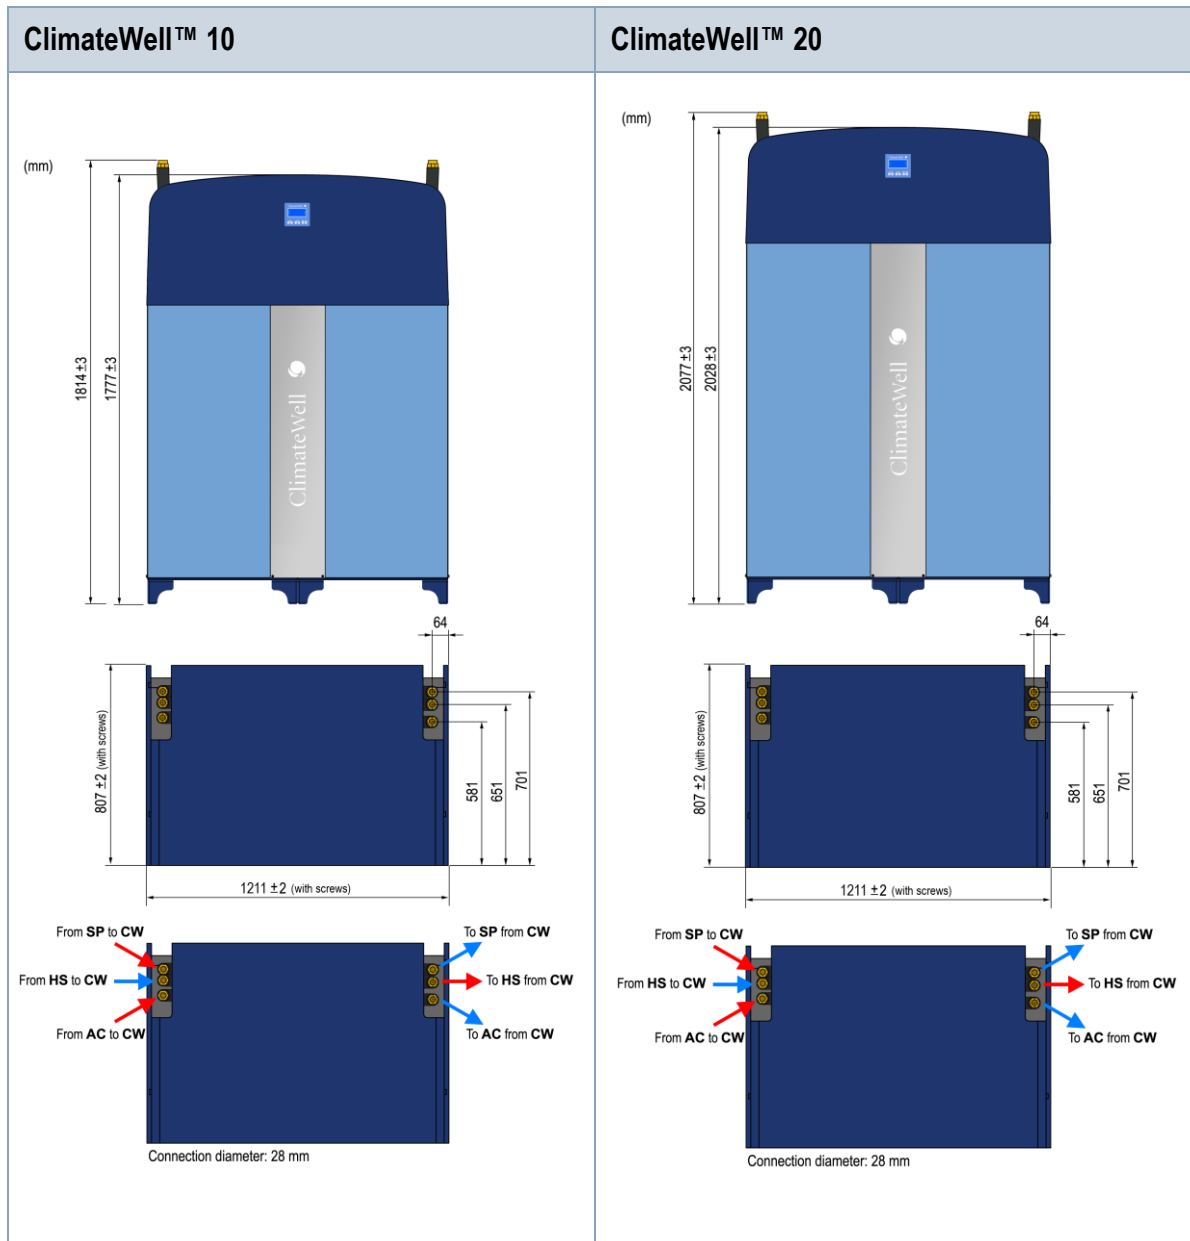 ClimateWell™ 10
(mm)
1814 ±3
1777 ±3
ClimateWell
64
807 ±2 (with screws)
581
651
701
1211 ±2 (with screws)
From SP to CW
To SP from CW
From HS to CW
To HS from CW
From AC to CW
To AC from CW
Connection diameter: 28 mm
ClimateWell™ 20
(mm)
2077 ±3
2028 ±3
ClimateWell
64
807 ±2 (with screws)
581
651
701
1211 ±2 (with screws)
From SP to CW
To SP from CW
From HS to CW
To HS from CW
From AC to CW
To AC from CW
Connection diameter: 28 mm